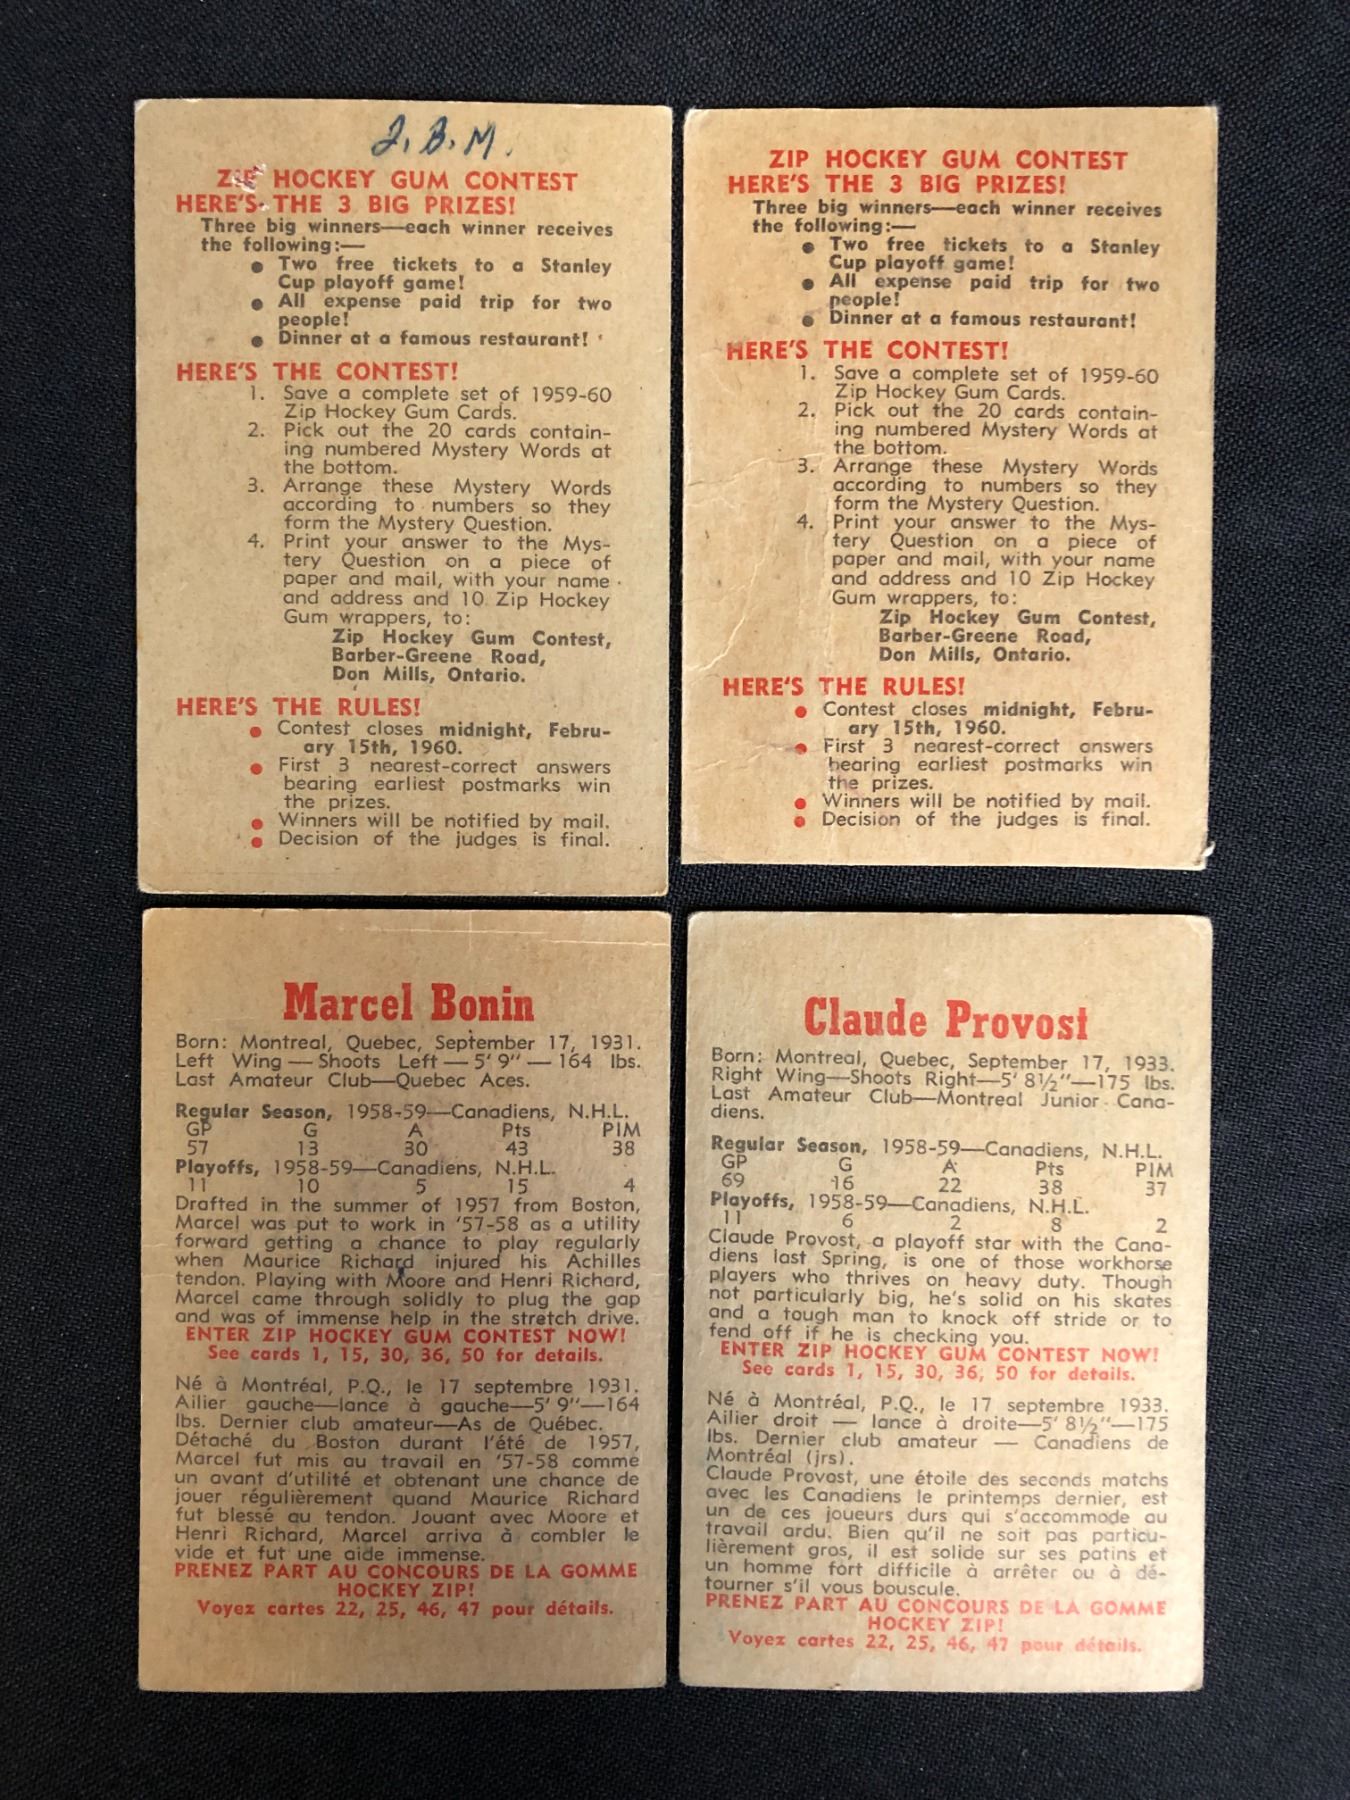 J.B.M.
ZIP HOCKEY GUM CONTEST
HERE'S THE 3 BIG PRIZES!
Three big winners—each winner receives
the following:—
● Two free tickets to a Stanley
Cup playoff game!
● All expense paid trip for two
people!
● Dinner at a famous restaurant!
HERE'S THE CONTEST!
1. Save a complete set of 1959-60
Zip Hockey Gum Cards.
2. Pick out the 20 cards contain-
ing numbered Mystery Words at
the bottom.
3. Arrange these Mystery Words
according to numbers so they
form the Mystery Question.
4. Print your answer to the Mys-
tery Question on a piece of
paper and mail, with your name
and address and 10 Zip Hockey
Gum wrappers, to:
Zip Hockey Gum Contest,
Barber-Greene Road,
Don Mills, Ontario.
HERE'S THE RULES!
● Contest closes midnight, Febru-
ary 15th, 1960.
● First 3 nearest-correct answers
bearing earliest postmarks win
the prizes.
● Winners will be notified by mail.
● Decision of the judges is final.
ZIP HOCKEY GUM CONTEST
HERE'S THE 3 BIG PRIZES!
Three big winners—each winner receives
the following:—
● Two free tickets to a Stanley
Cup playoff game!
● All expense paid trip for two
people!
● Dinner at a famous restaurant!
HERE'S THE CONTEST!
1. Save a complete set of 1959-60
Zip Hockey Gum Cards.
2. Pick out the 20 cards contain-
ing numbered Mystery Words at
the bottom.
3. Arrange these Mystery Words
according to numbers so they
form the Mystery Question.
4. Print your answer to the Mys-
tery Question on a piece of
paper and mail, with your name
and address and 10 Zip Hockey
Gum wrappers, to:
Zip Hockey Gum Contest,
Barber-Greene Road,
Don Mills, Ontario.
HERE'S THE RULES!
● Contest closes midnight, Febru-
ary 15th, 1960.
● First 3 nearest-correct answers
bearing earliest postmarks win
the prizes.
● Winners will be notified by mail.
● Decision of the judges is final.
Marcel Bonin
Born: Montreal, Quebec, September 17, 1931.
Left Wing — Shoots Left — 5' 9" — 164 lbs.
Last Amateur Club—Quebec Aces.
Regular Season, 1958-59—Canadiens, N.H.L.
GP G A Pts PIM
57 13 30 43 38
Playoffs, 1958-59—Canadiens, N.H.L.
11 10 5 15 4
Drafted in the summer of 1957 from Boston,
Marcel was put to work in '57-58 as a utility
forward getting a chance to play regularly
when Maurice Richard injured his Achilles
tendon. Playing with Moore and Henri Richard,
Marcel came through solidly to plug the gap
and was of immense help in the stretch drive.
ENTER ZIP HOCKEY GUM CONTEST NOW!
See cards 1, 15, 30, 36, 50 for details.
Né à Montréal, P.Q., le 17 septembre 1931.
Ailier gauche—lance à gauche—5' 9"—164
lbs. Dernier club amateur—As de Québec.
Détaché du Boston durant l'été de 1957,
Marcel fut mis au travail en '57-58 comme
un avant d'utilité et obtenant une chance de
jouer régulièrement quand Maurice Richard
fut blessé au tendon. Jouant avec Moore et
Henri Richard, Marcel arriva à combler le
vide et fut une aide immense.
PRENEZ PART AU CONCOURS DE LA GOMME
HOCKEY ZIP!
Voyez cartes 22, 25, 46, 47 pour détails.
Claude Provost
Born: Montreal, Quebec, September 17, 1933.
Right Wing—Shoots Right—5' 8½"—175 lbs.
Last Amateur Club—Montreal Junior Cana-
diens.
Regular Season, 1958-59—Canadiens, N.H.L.
GP G A Pts PIM
69 16 22 38 37
Playoffs, 1958-59—Canadiens, N.H.L.
11 6 2 8 2
Claude Provost, a playoff star with the Cana-
diens last Spring, is one of those workhorse
players who thrives on heavy duty. Though
not particularly big, he's solid on his skates
and a tough man to knock off stride or to
fend off if he is checking you.
ENTER ZIP HOCKEY GUM CONTEST NOW!
See cards 1, 15, 30, 36, 50 for details.
Né à Montréal, P.Q., le 17 septembre 1933.
Ailier droit — lance à droite—5' 8½"—175
lbs. Dernier club amateur — Canadiens de
Montréal (jrs).
Claude Provost, une étoile des seconds matchs
avec les Canadiens le printemps dernier, est
un de ces joueurs durs qui s'accommode au
travail ardu. Bien qu'il ne soit pas particu-
lièrement gros, il est solide sur ses patins et
un homme fort difficile à arrêter ou à dé-
tourner s'il vous bouscule.
PRENEZ PART AU CONCOURS DE LA GOMME
HOCKEY ZIP!
Voyez cartes 22, 25, 46, 47 pour détails.